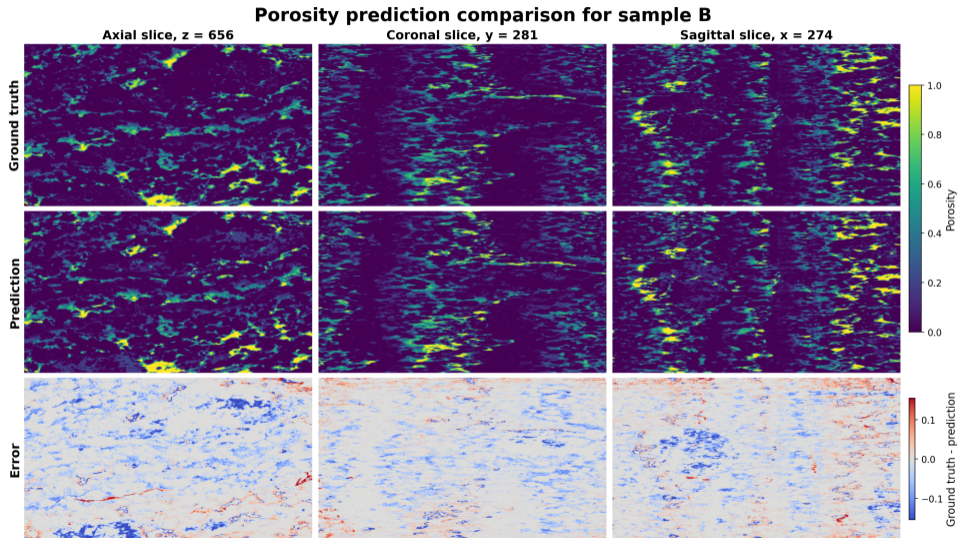 Porosity prediction comparison for sample B
Axial slice, z = 656
Coronal slice, y = 281
Sagittal slice, x = 274
Ground truth
Prediction
Error
1.0
0.8
0.6
0.4
0.2
0.0
Porosity
0.1
0.0
−0.1
Ground truth - prediction